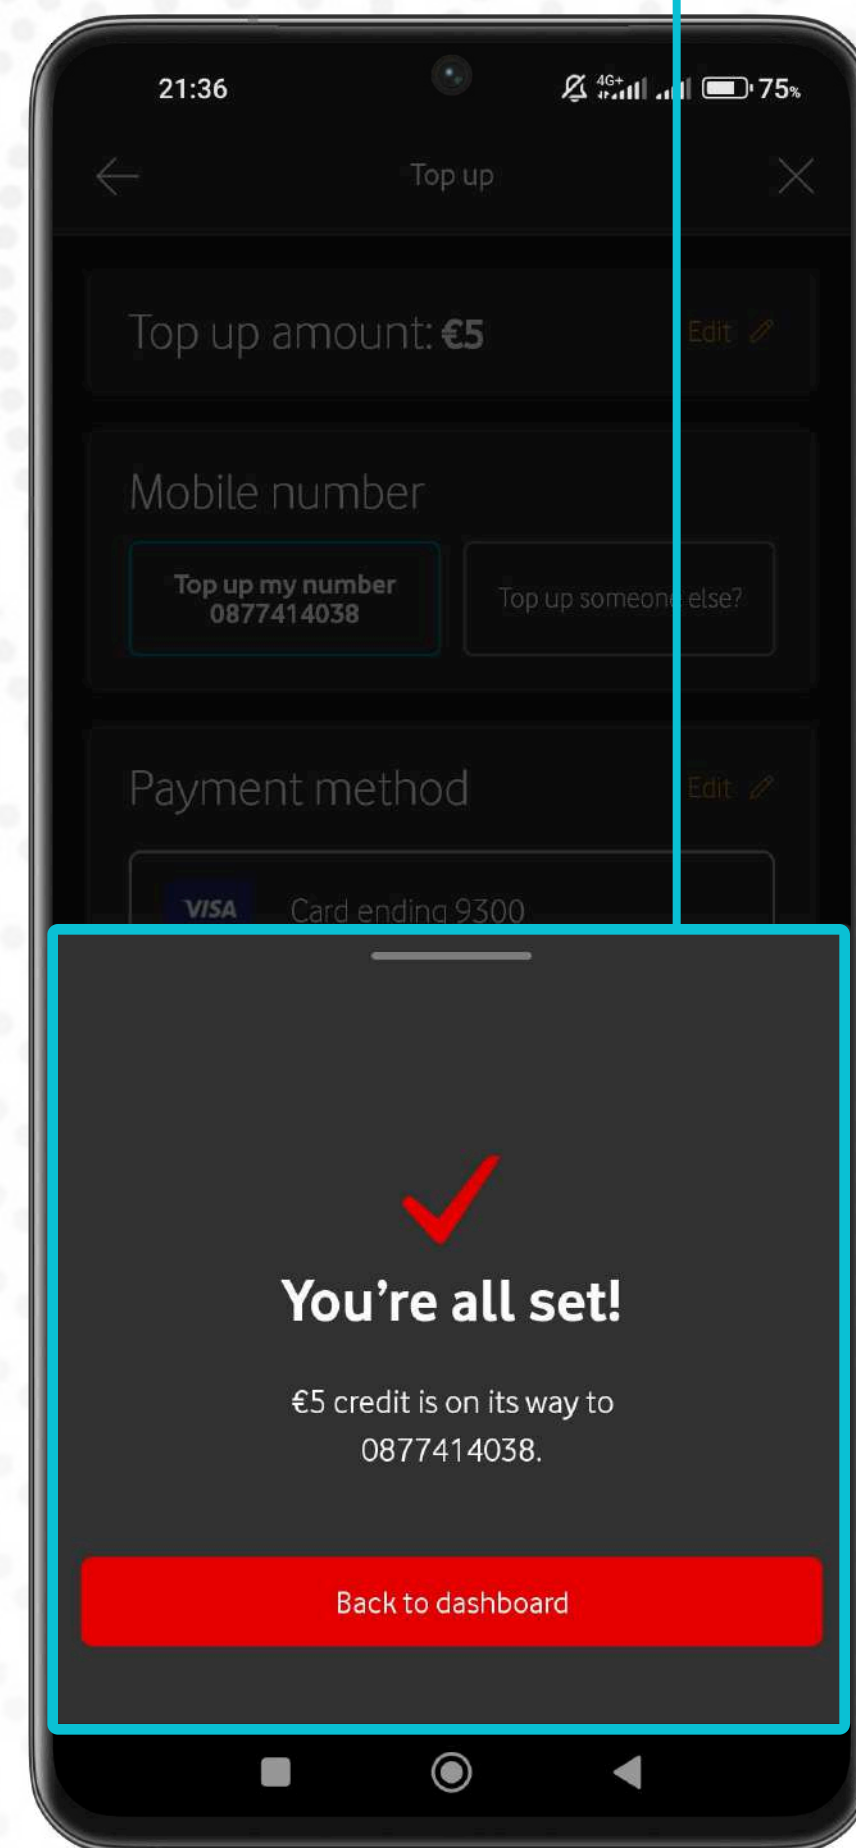 21:36
4G+
75%
Top up
Top up amount: €5
Edit
Mobile number
Top up my number
0877414038
Top up someone else?
Payment method
Edit
VISA
Card ending 9300
You're all set!
€5 credit is on its way to
0877414038.
Back to dashboard